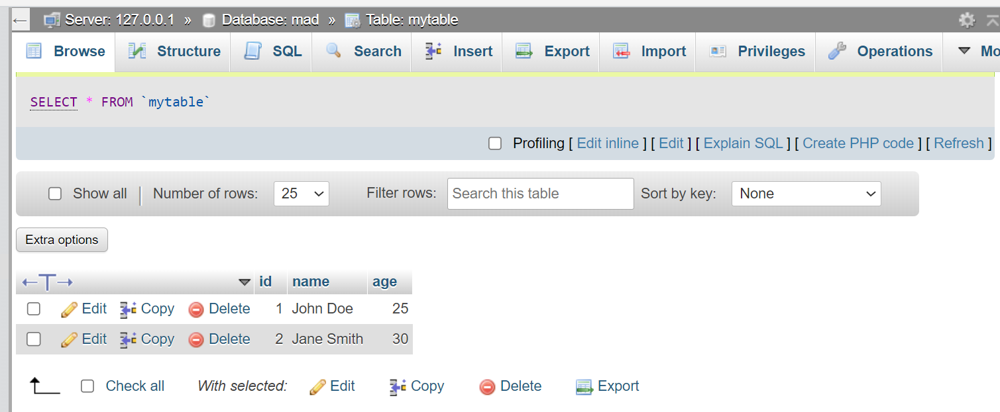 Server: 127.0.0.1 » Database: mad » Table: mytable
Browse Structure SQL Search Insert Export Import Privileges Operations Mo
SELECT * FROM `mytable`
Profiling [ Edit inline ] [ Edit ] [ Explain SQL ] [ Create PHP code ] [ Refresh ]
Show all | Number of rows: 25 Filter rows: Search this table Sort by key: None
Extra options
←T→ id name age
Edit Copy Delete 1 John Doe 25
Edit Copy Delete 2 Jane Smith 30
Check all With selected: Edit Copy Delete Export